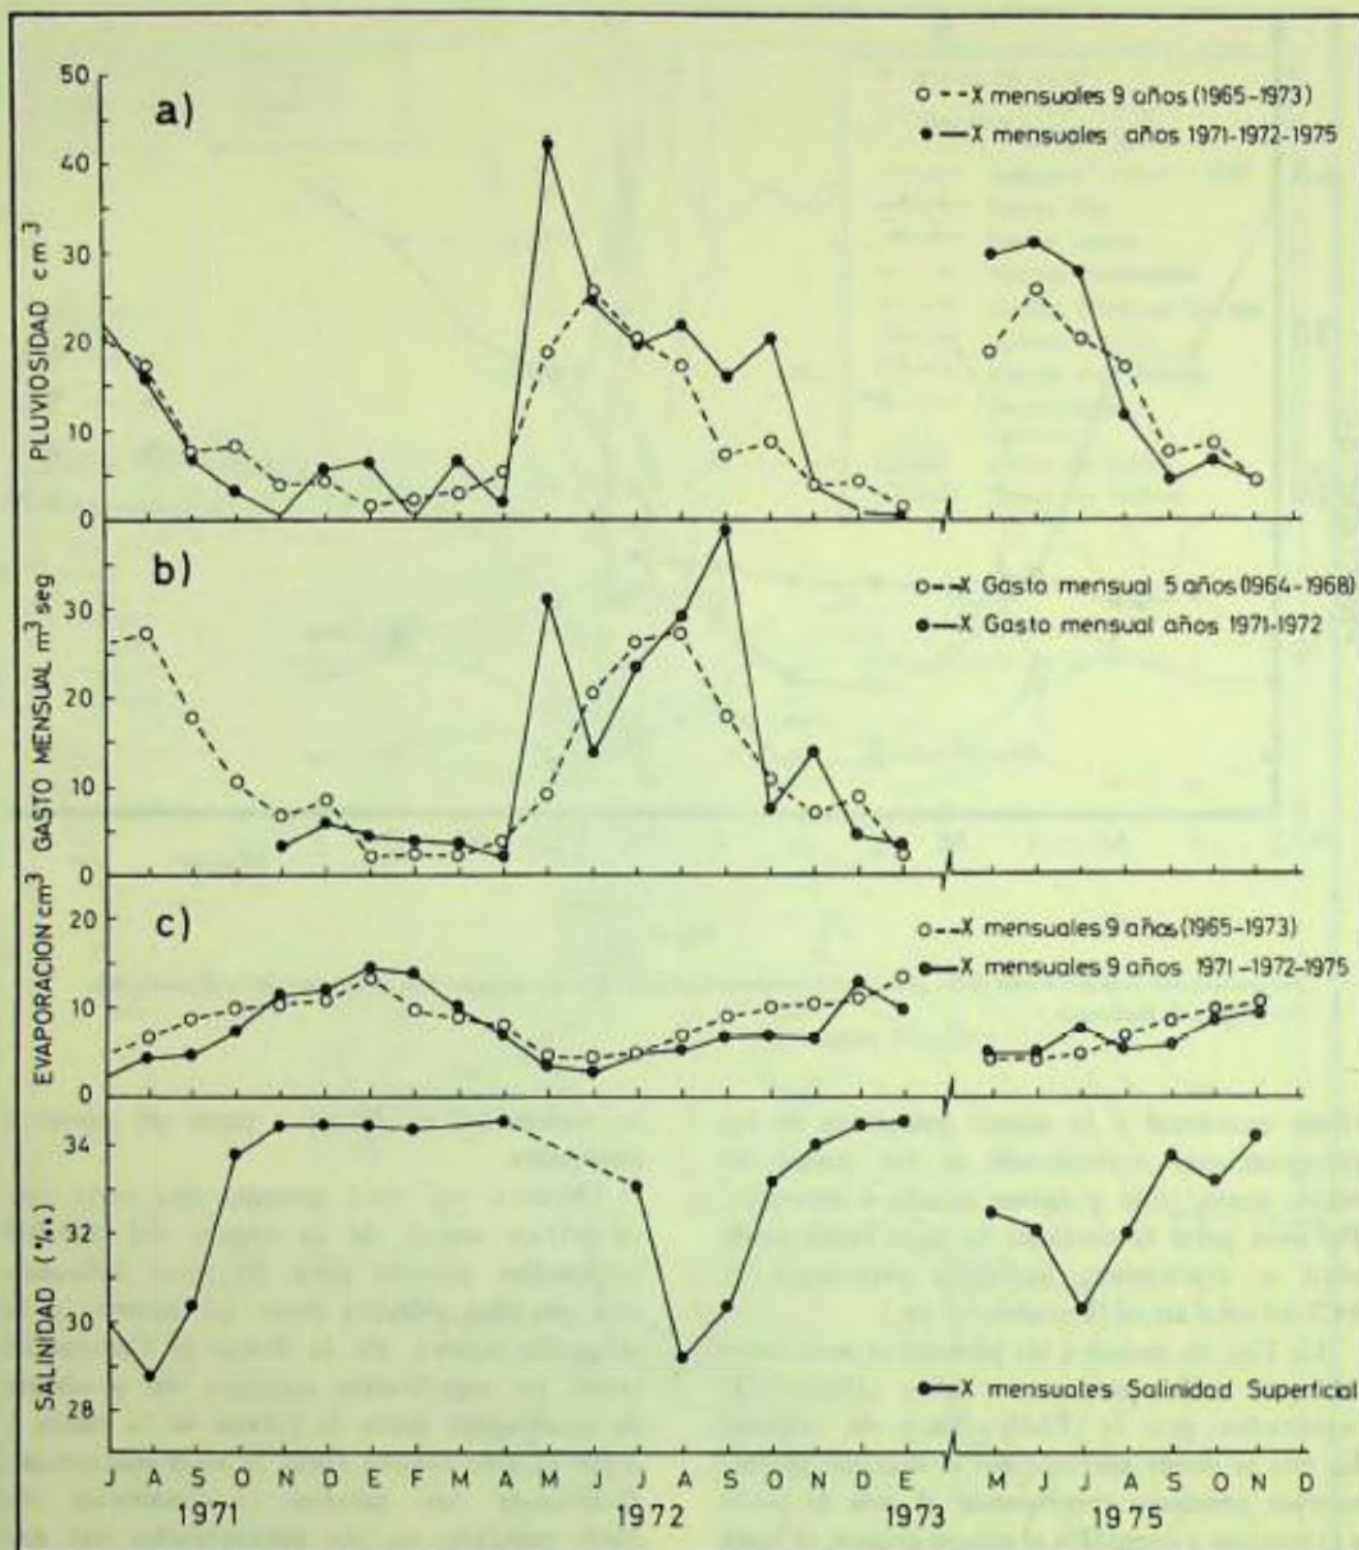 a)
50
40
30
20
10
0
PLUVIOSIDAD cm³
o--X mensuales 9 años (1965-1973)
●—X mensuales años 1971-1972-1975
b)
30
20
10
0
GASTO MENSUAL m³ seg
o--X Gasto mensual 5 años (1964-1968)
●—X Gasto mensual años 1971-1972
c)
20
10
0
EVAPORACION cm³
o--X mensuales 9 años (1965-1973)
●—X mensuales 9 años 1971-1972-1975
34
32
30
28
SALINIDAD (‰)
●—X mensuales Salinidad Superficial
J A S O N D E F M A M J J A S O N D E M J J A S O N D
1971 1972 1973 1975